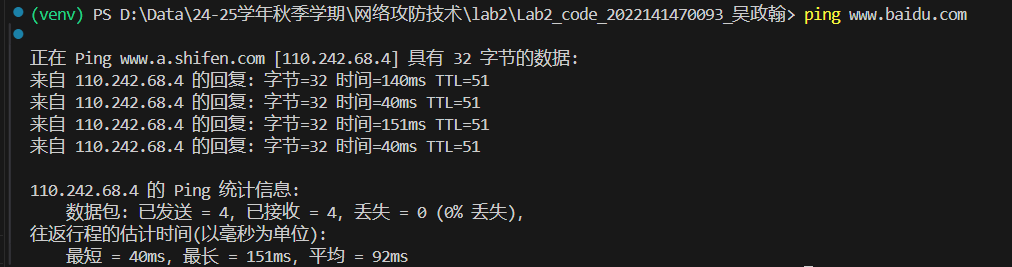 (venv) PS D:\Data\24-25学年秋季学期\网络攻防技术\lab2\Lab2_code_2022141470093_吴政翰> ping www.baidu.com
正在 Ping www.a.shifen.com [110.242.68.4] 具有 32 字节的数据:
来自 110.242.68.4 的回复: 字节=32 时间=140ms TTL=51
来自 110.242.68.4 的回复: 字节=32 时间=40ms TTL=51
来自 110.242.68.4 的回复: 字节=32 时间=151ms TTL=51
来自 110.242.68.4 的回复: 字节=32 时间=40ms TTL=51
110.242.68.4 的 Ping 统计信息:
数据包: 已发送 = 4, 已接收 = 4, 丢失 = 0 (0% 丢失),
往返行程的估计时间(以毫秒为单位):
最短 = 40ms, 最长 = 151ms, 平均 = 92ms